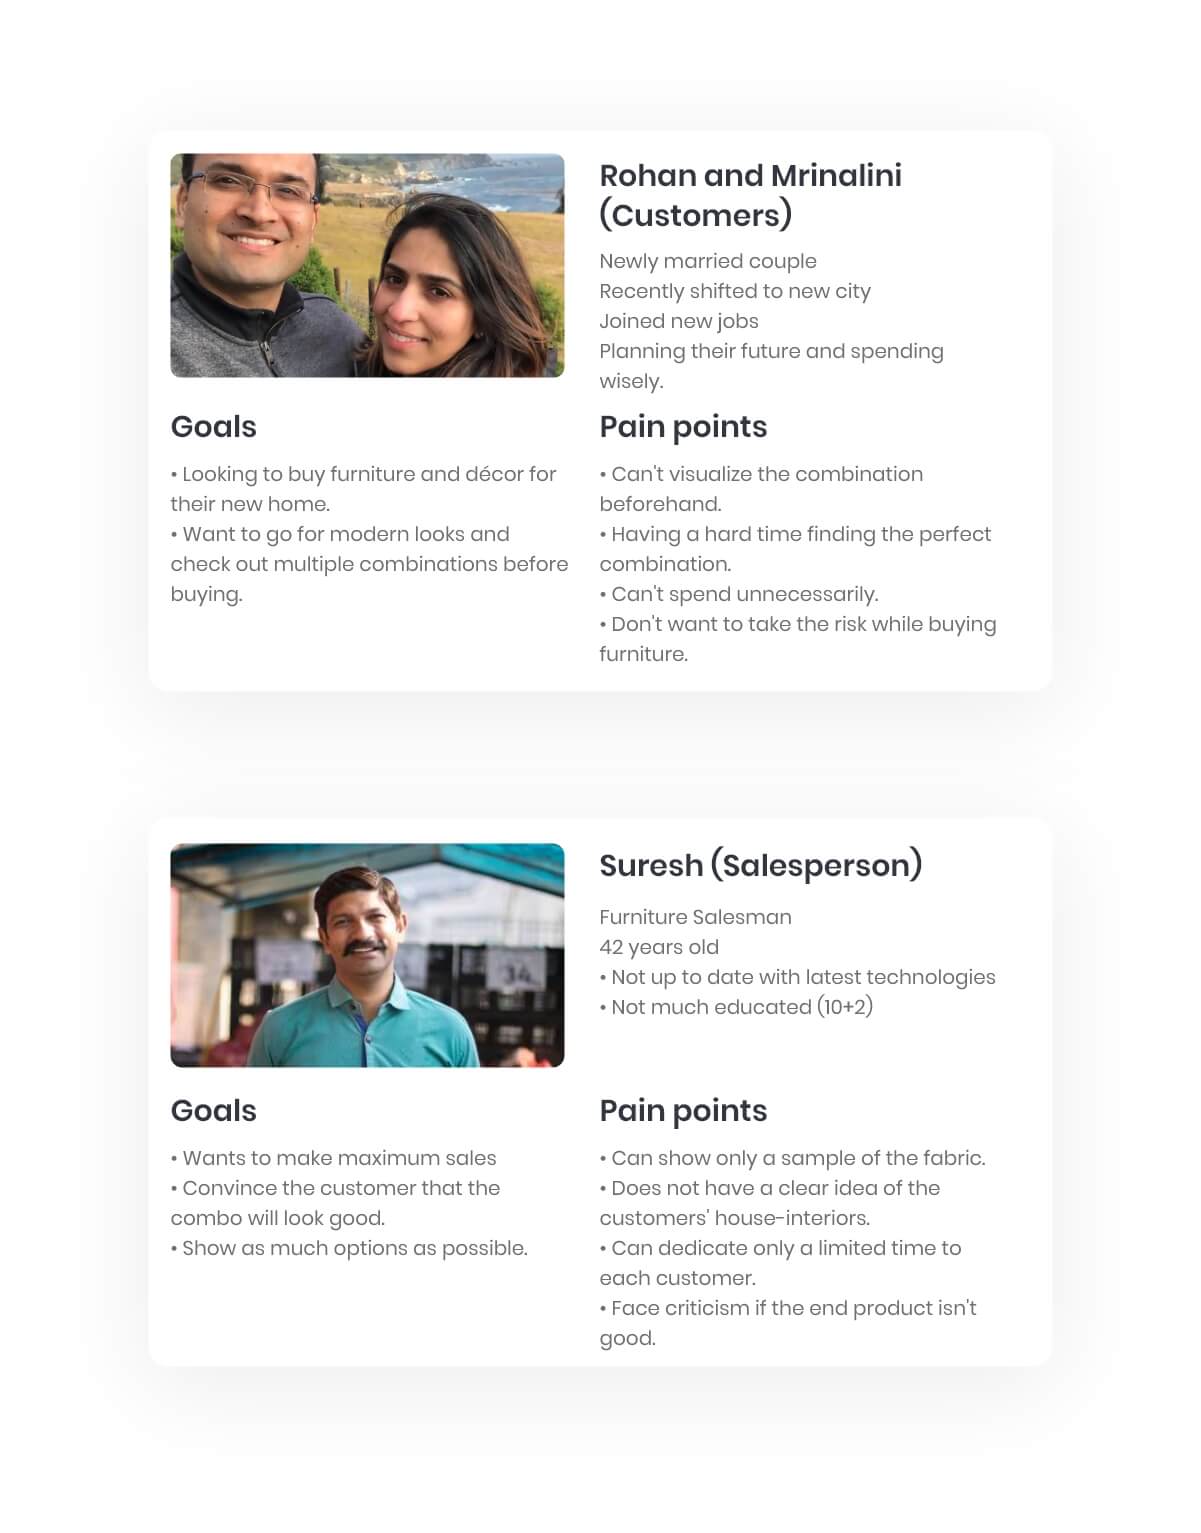 Rohan and Mrinalini
(Customers)
Newly married couple
Recently shifted to new city
Joined new jobs
Planning their future and spending
wisely.
Goals
• Looking to buy furniture and décor for
their new home.
• Want to go for modern looks and
check out multiple combinations before
buying.
Pain points
• Can't visualize the combination
beforehand.
• Having a hard time finding the perfect
combination.
• Can't spend unnecessarily.
• Don't want to take the risk while buying
furniture.
34
Suresh (Salesperson)
Furniture Salesman
42 years old
• Not up to date with latest technologies
• Not much educated (10+2)
Goals
• Wants to make maximum sales
• Convince the customer that the
combo will look good.
• Show as much options as possible.
Pain points
• Can show only a sample of the fabric.
• Does not have a clear idea of the
customers' house-interiors.
• Can dedicate only a limited time to
each customer.
• Face criticism if the end product isn't
good.